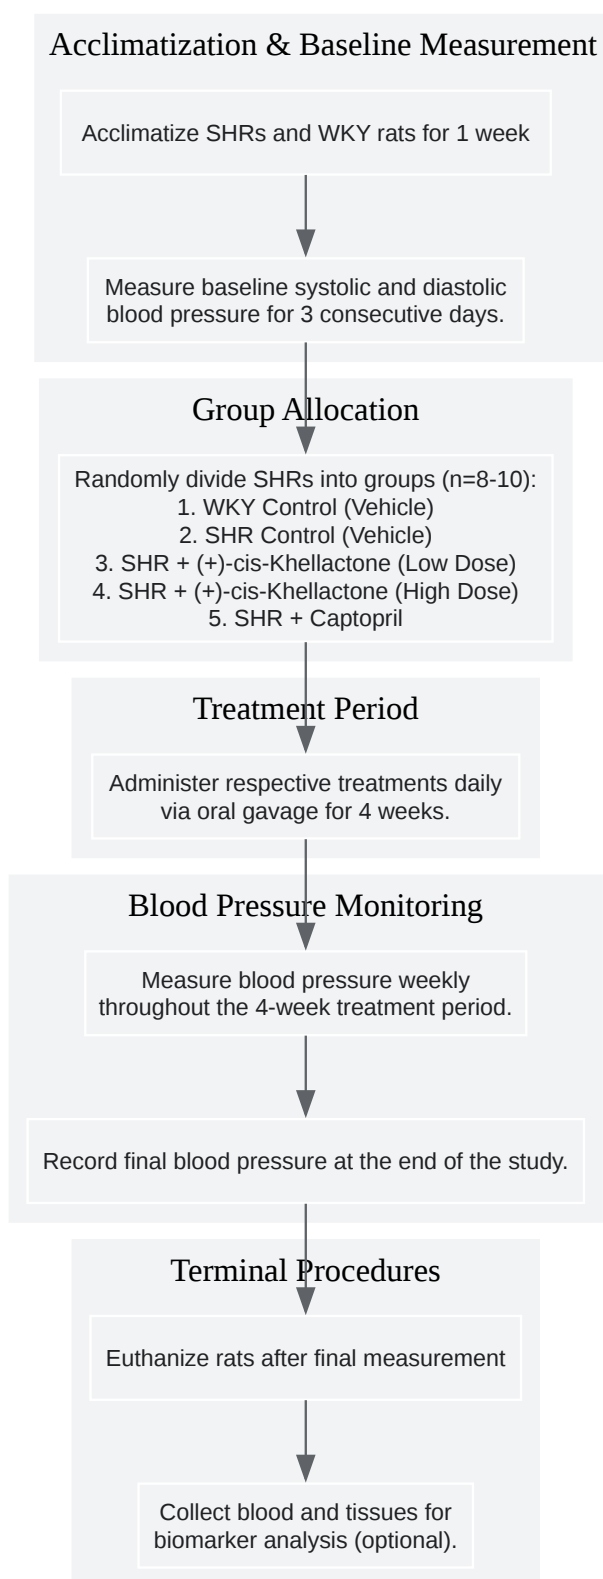 Acclimatization & Baseline Measurement
Acclimatize SHRs and WKY rats for 1 week
Measure baseline systolic and diastolic
blood pressure for 3 consecutive days.
Group Allocation
Randomly divide SHRs into groups (n=8-10):
1. WKY Control (Vehicle)
2. SHR Control (Vehicle)
3. SHR + (+)-cis-Khellactone (Low Dose)
4. SHR + (+)-cis-Khellactone (High Dose)
5. SHR + Captopril
Treatment Period
Administer respective treatments daily
via oral gavage for 4 weeks.
Blood Pressure Monitoring
Measure blood pressure weekly
throughout the 4-week treatment period.
Record final blood pressure at the end of the study.
Terminal Procedures
Euthanize rats after final measurement
Collect blood and tissues for
biomarker analysis (optional).